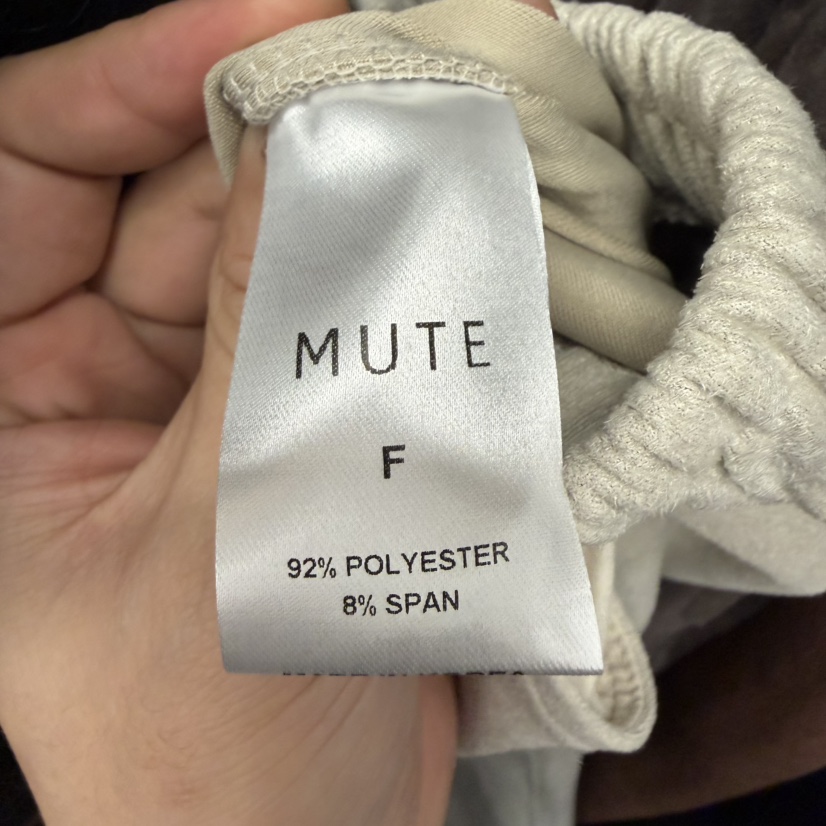 MUTE
F
92% POLYESTER
8% SPAN